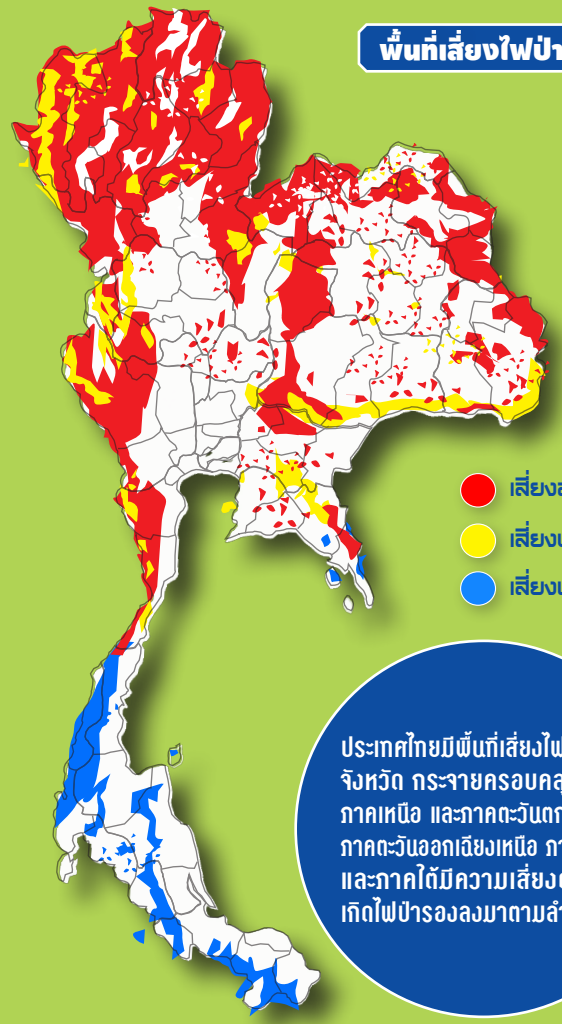 พื้นที่เสี่ยงไฟป่า
เสี่ยง
เสี่ยง
เสี่ยง
ประเทศไทยมีพื้นที่เสี่ยงไฟ
จังหวัด กระจายครอบคลุ
ภาคเหนือ และภาคตะวันตก
ภาคตะวันออกเฉียงเหนือ ภา
และภาคใต้มีความเสี่ยง
เกิดไฟป่ารองลงมาตามลำ